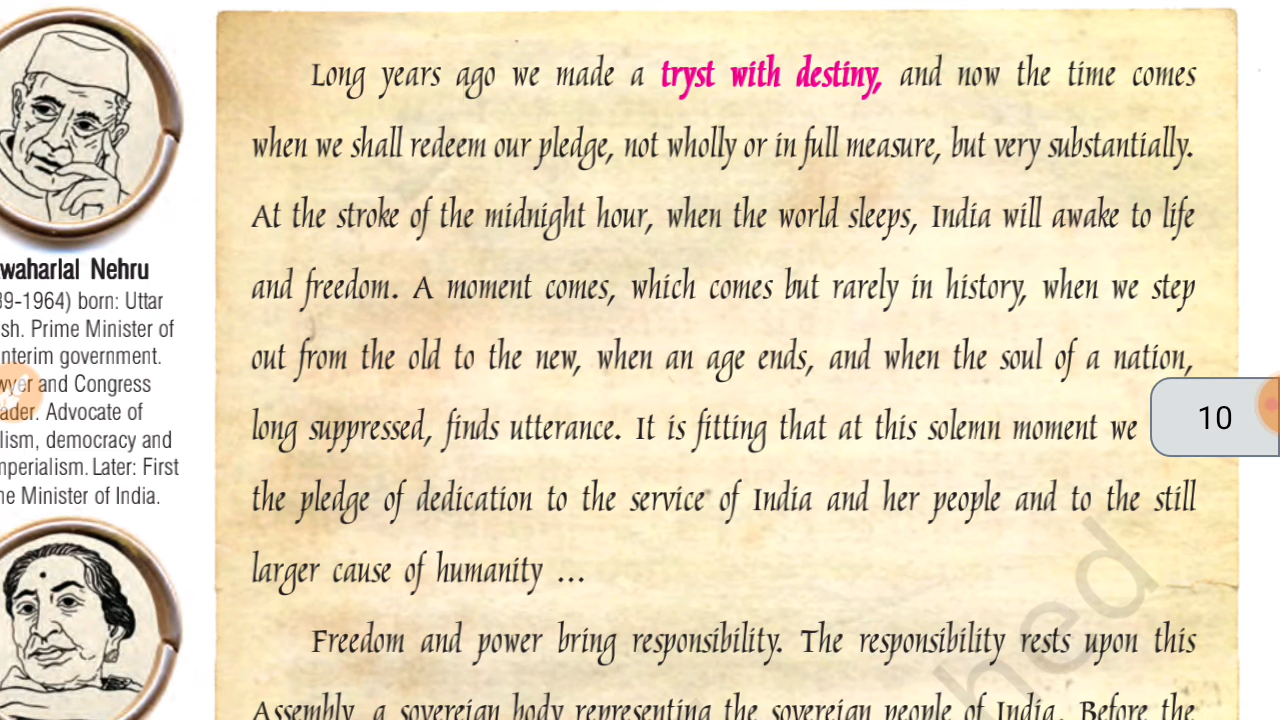 Long years ago we made a tryst with destiny, and now the time comes
when we shall redeem our pledge, not wholly or in full measure, but very substantially.
At the stroke of the midnight hour, when the world sleeps, India will awake to life
and freedom. A moment comes, which comes but rarely in history, when we step
out from the old to the new, when an age ends, and when the soul of a nation,
long suppressed, finds utterance. It is fitting that at this solemn moment we
the pledge of dedication to the service of India and her people and to the still
larger cause of humanity ...
Freedom and power bring responsibility. The responsibility rests upon this
Assembly, a sovereign body representing the sovereign people of India. Before the
waharlal Nehru
39-1964) born: Uttar
sh. Prime Minister of
nterim government.
wyer and Congress
ader. Advocate of
lism, democracy and
mperialism. Later: First
ne Minister of India.
10
hed